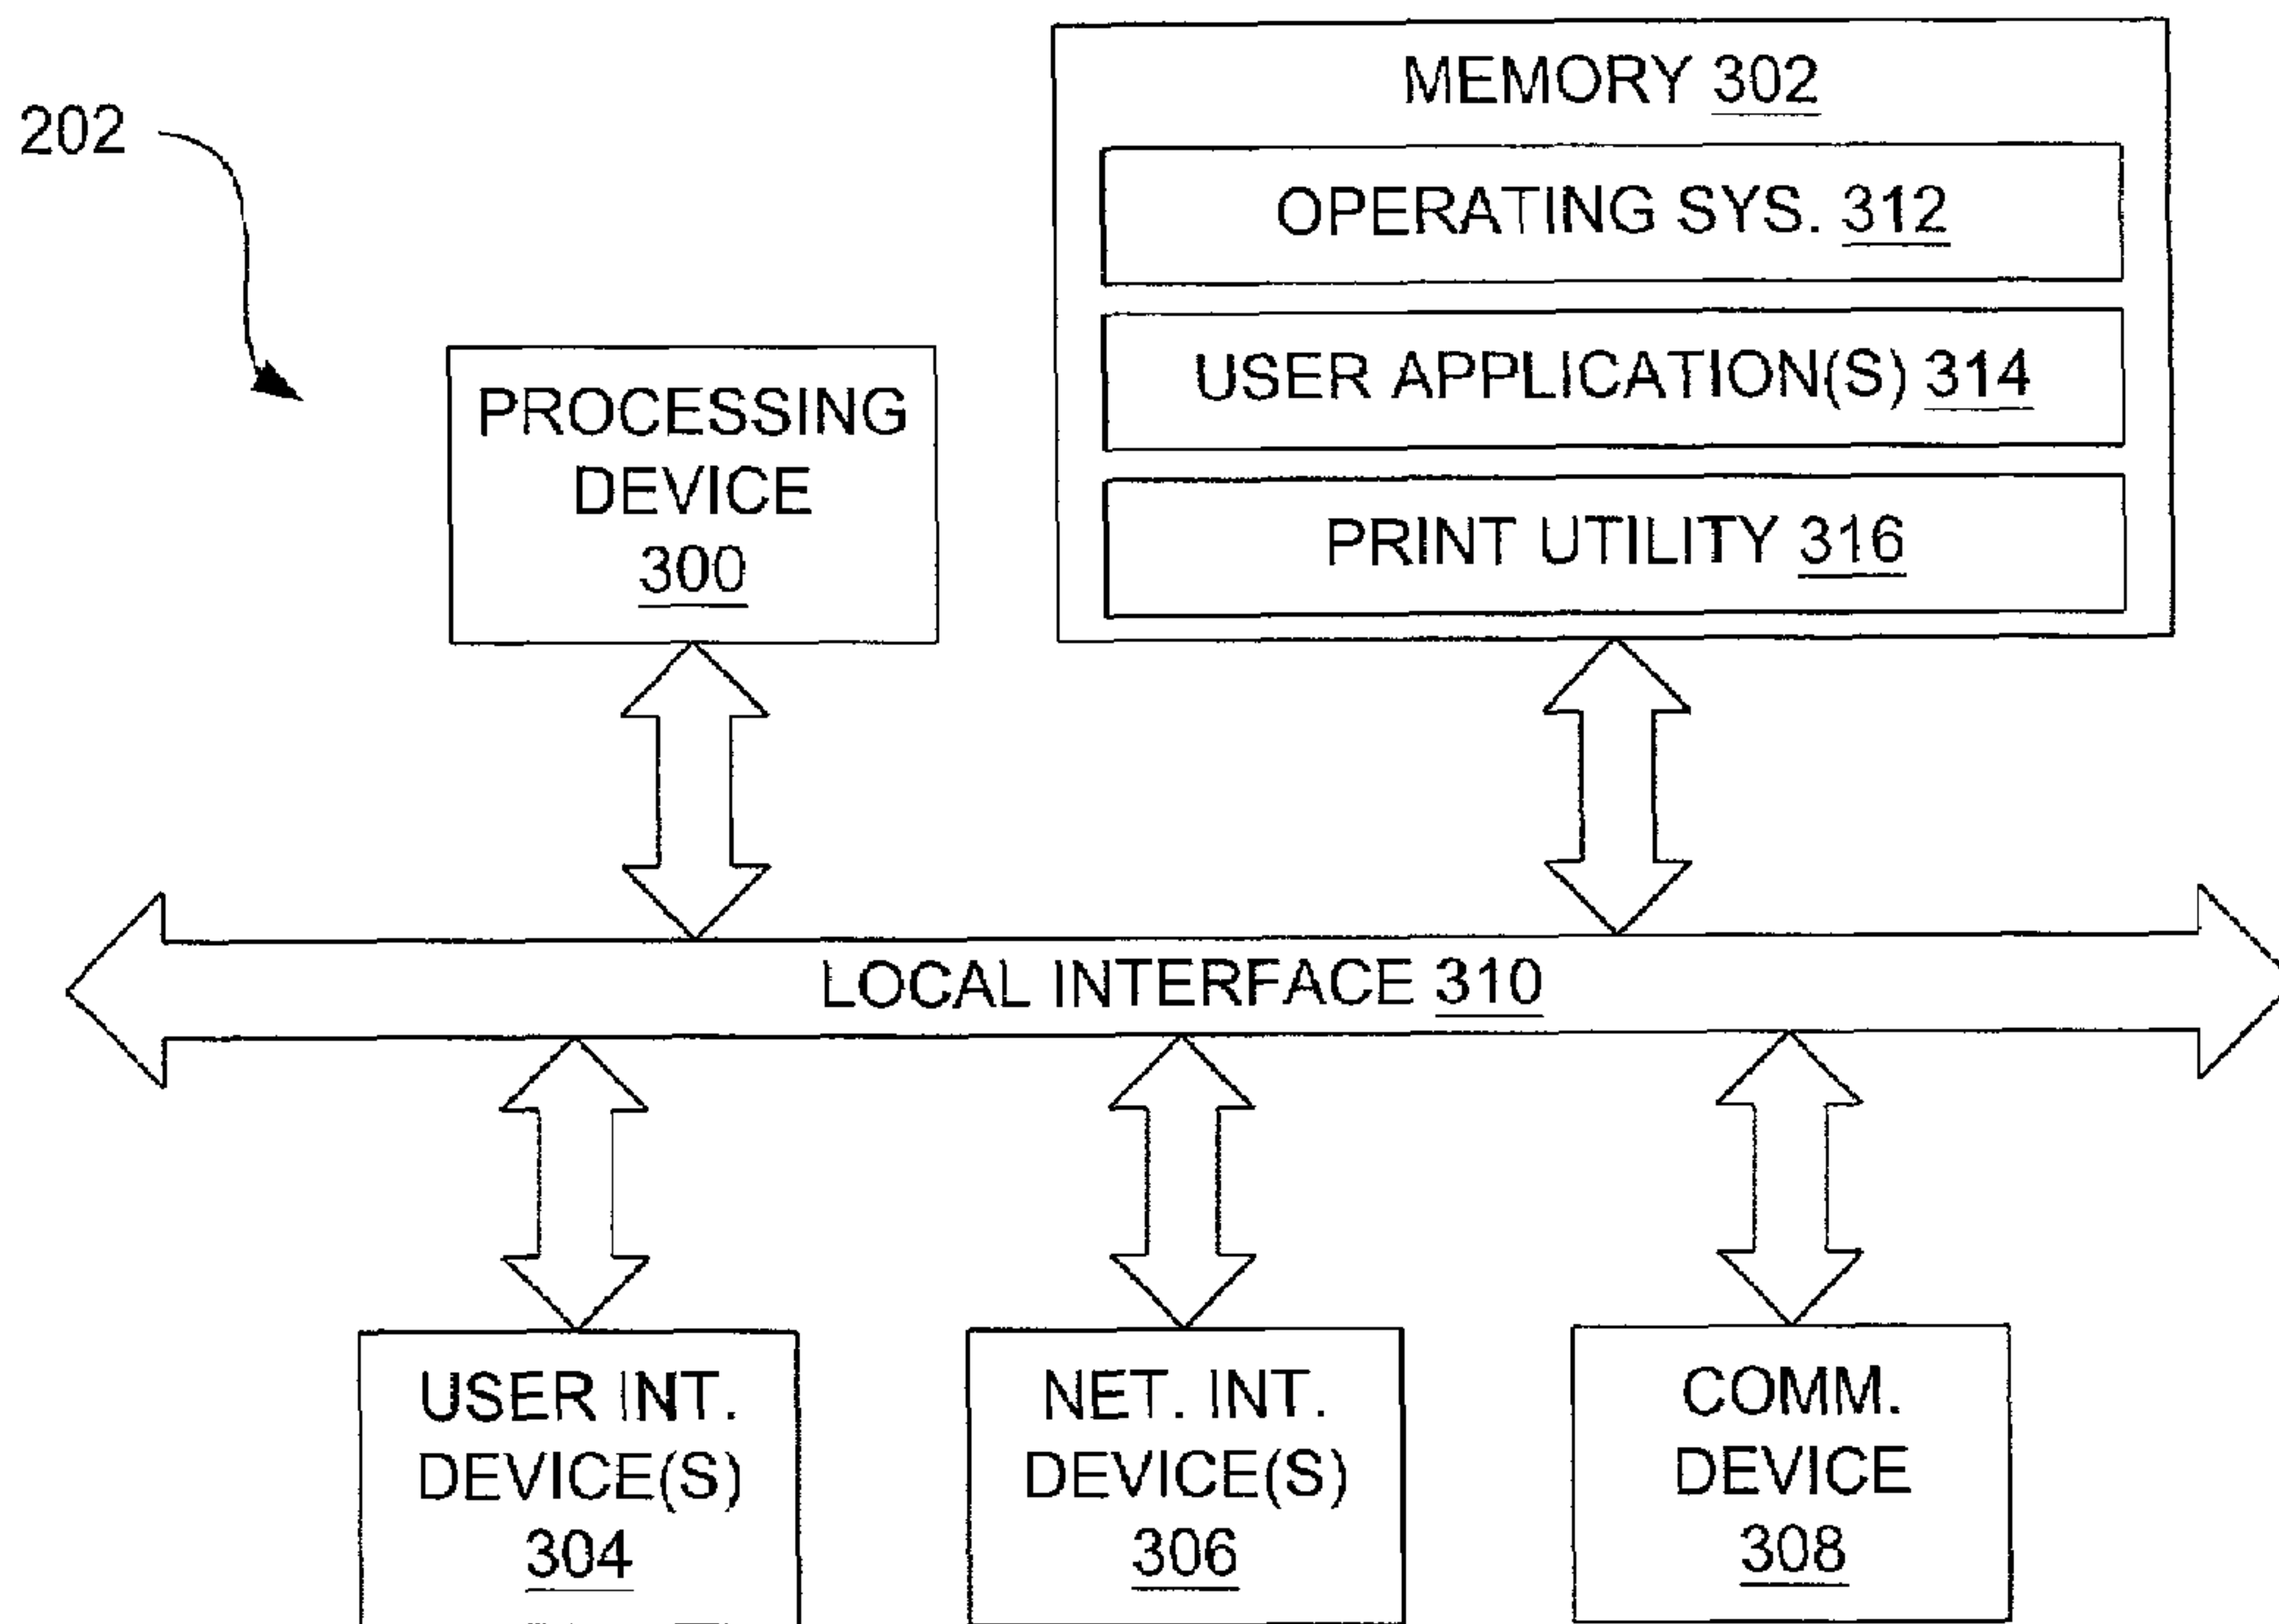 202
MEMORY 302
OPERATING SYS. 312
USER APPLICATION(S) 314
PRINT UTILITY 316
PROCESSING
DEVICE
300
LOCAL INTERFACE 310
USER INT.
DEVICE(S)
304
NET. INT.
DEVICE(S)
306
COMM.
DEVICE
308